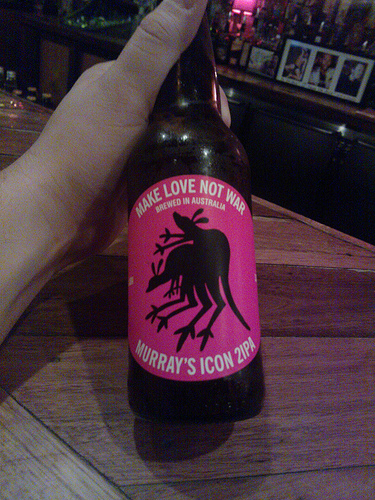 MAKE LOVE NOT WAR
BREWED IN AUSTRALIA
MURRAY'S ICON 2IPA